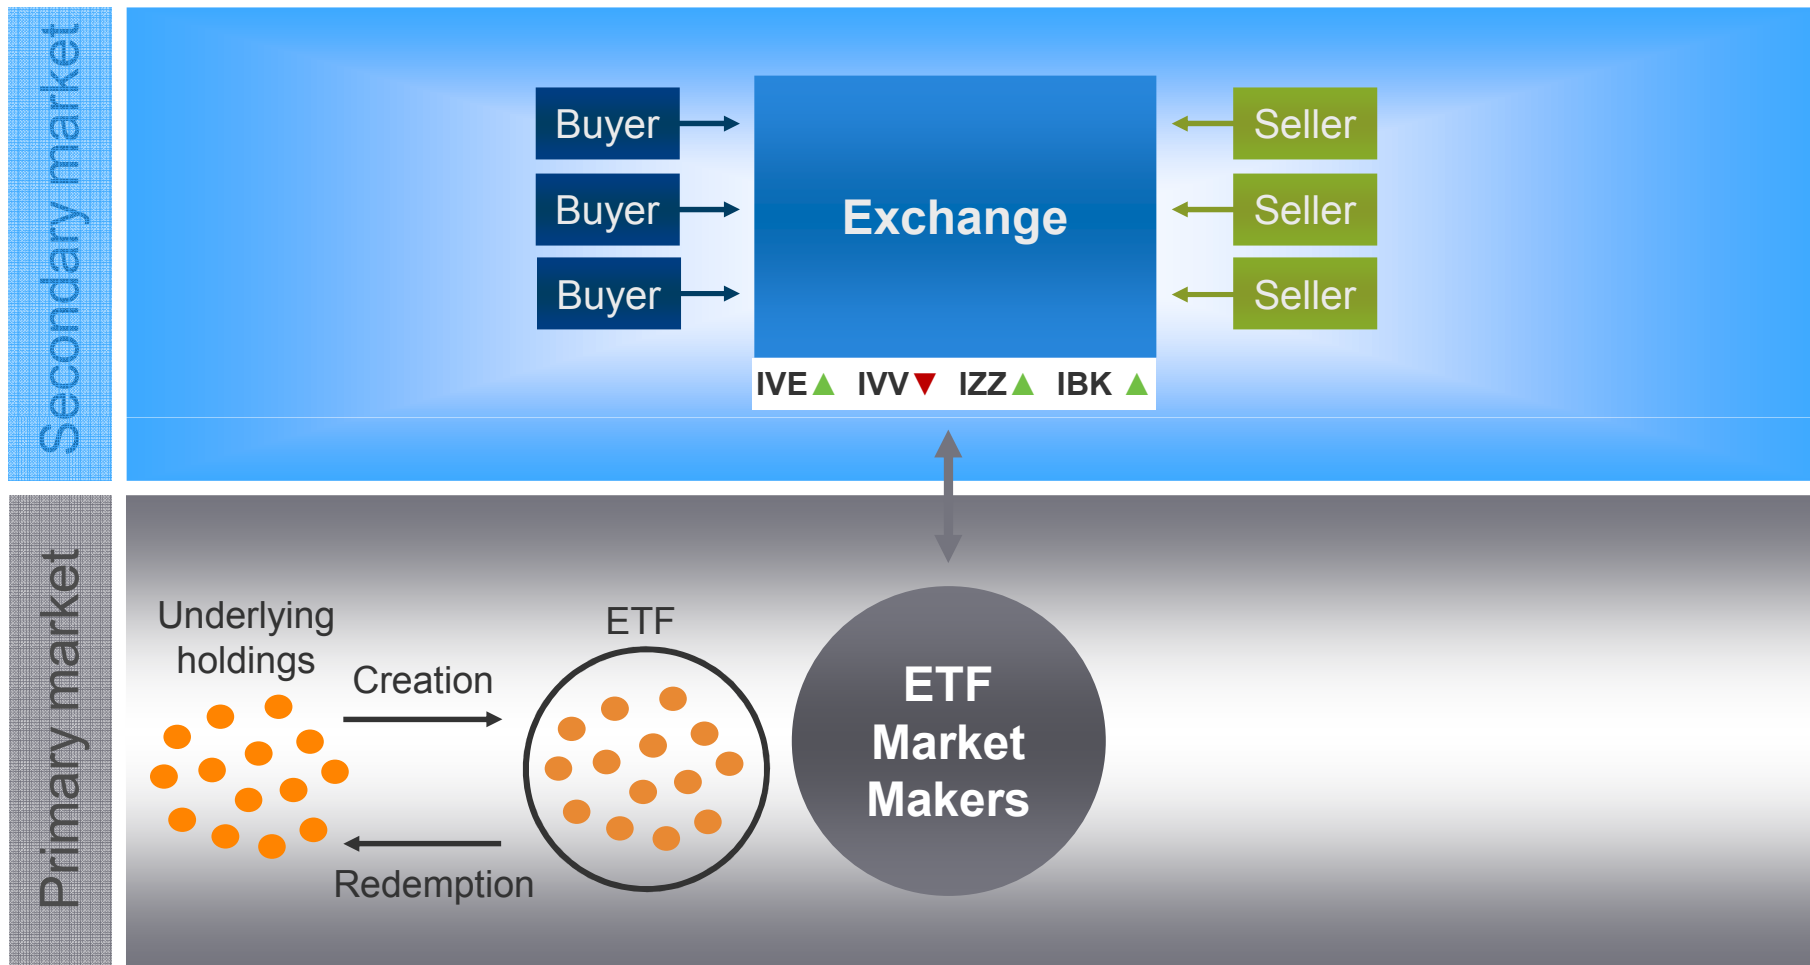 Secondary market
Buyer
Buyer
Buyer
Exchange
Seller
Seller
Seller
IVE IVV IZZ IBK
Primary market
Underlying
holdings
Creation
Redemption
ETF
ETF
Market
Makers